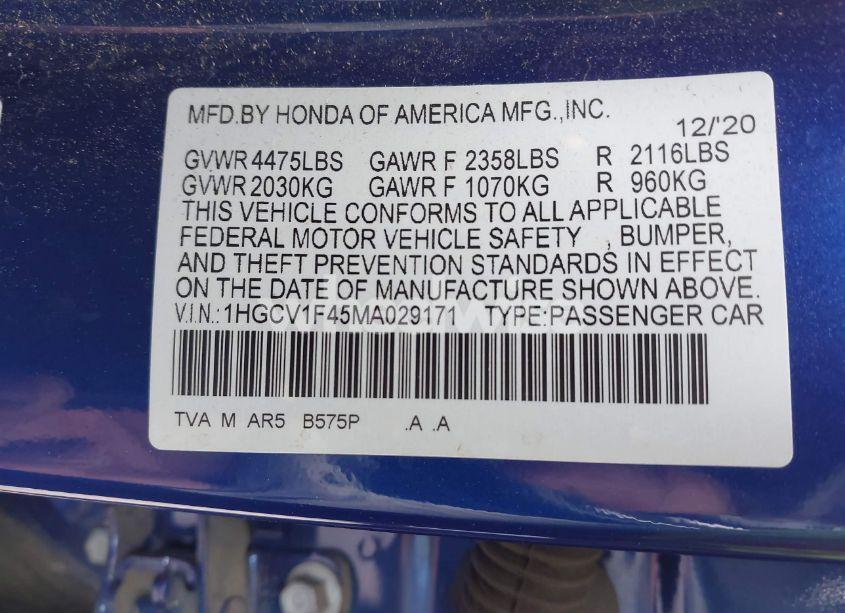 MFD.BY HONDA OF AMERICA MFG.,INC.
12/'20
GVWR 4475LBS GAWR F 2358LBS R 2116LBS
GVWR 2030KG GAWR F 1070KG R 960KG
THIS VEHICLE CONFORMS TO ALL APPLICABLE
FEDERAL MOTOR VEHICLE SAFETY , BUMPER,
AND THEFT PREVENTION STANDARDS IN EFFECT
ON THE DATE OF MANUFACTURE SHOWN ABOVE.
V.I.N.:1HGCV1F45MA029171 TYPE:PASSENGER CAR
TVA M AR5 B575P .A .A